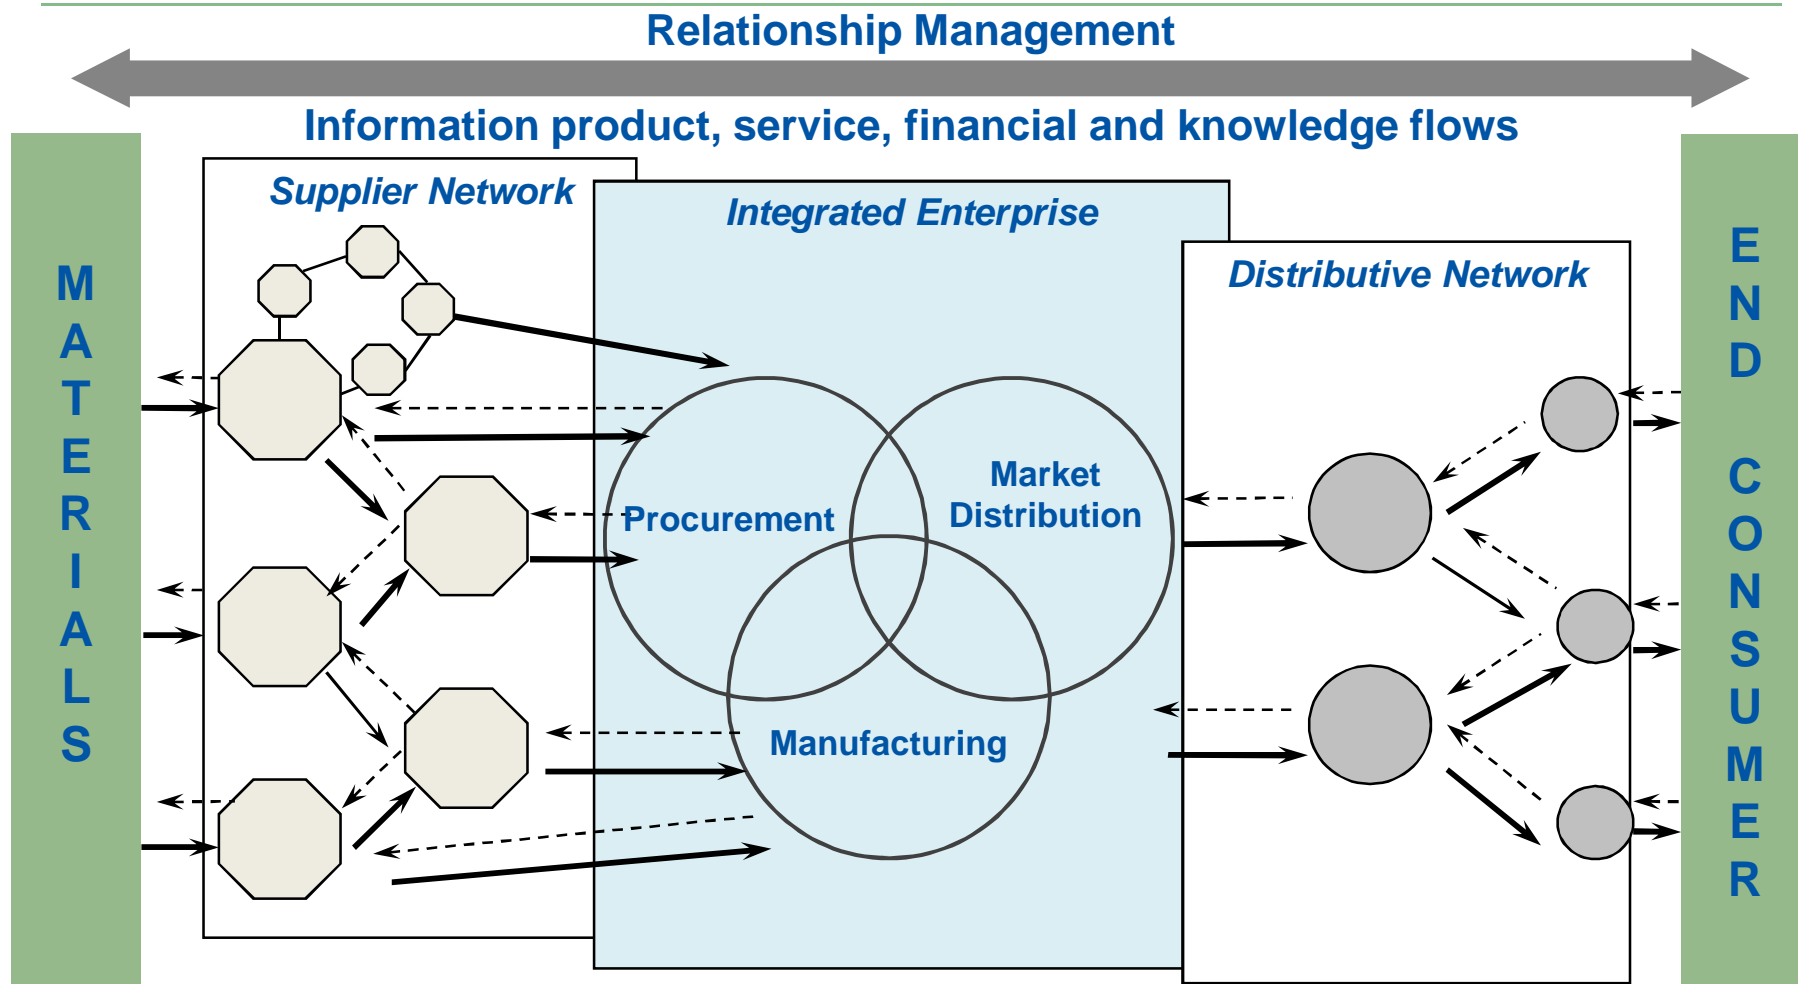 Relationship Management
Information product, service, financial and knowledge flows
MATERIALS
Supplier Network
Integrated Enterprise
Distributive Network
Procurement
Market
Distribution
Manufacturing
END CONSUMER